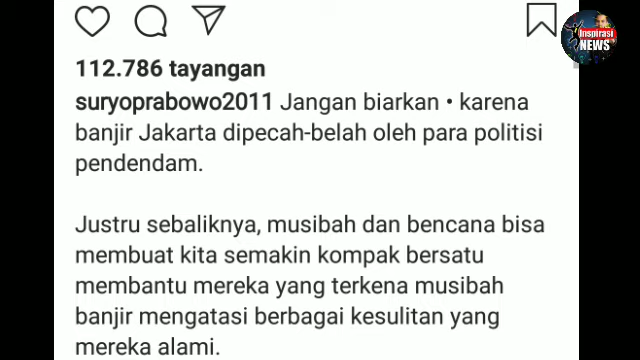 Inspirasi
NEWS
112.786 tayangan
suryoprabowo2011 Jangan biarkan • karena
banjir Jakarta dipecah-belah oleh para politisi
pendendam.
Justru sebaliknya, musibah dan bencana bisa
membuat kita semakin kompak bersatu
membantu mereka yang terkena musibah
banjir mengatasi berbagai kesulitan yang
mereka alami.